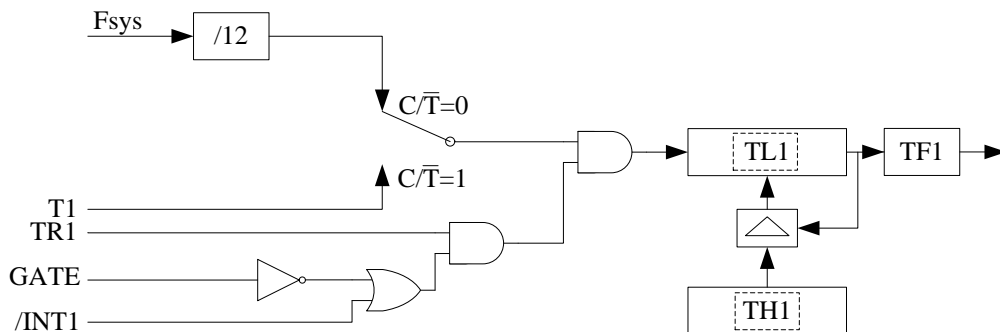 Fsys
/12
C/T̅=0
TL1
TF1
C/T̅=1
T1
TR1
GATE
/INT1
TH1